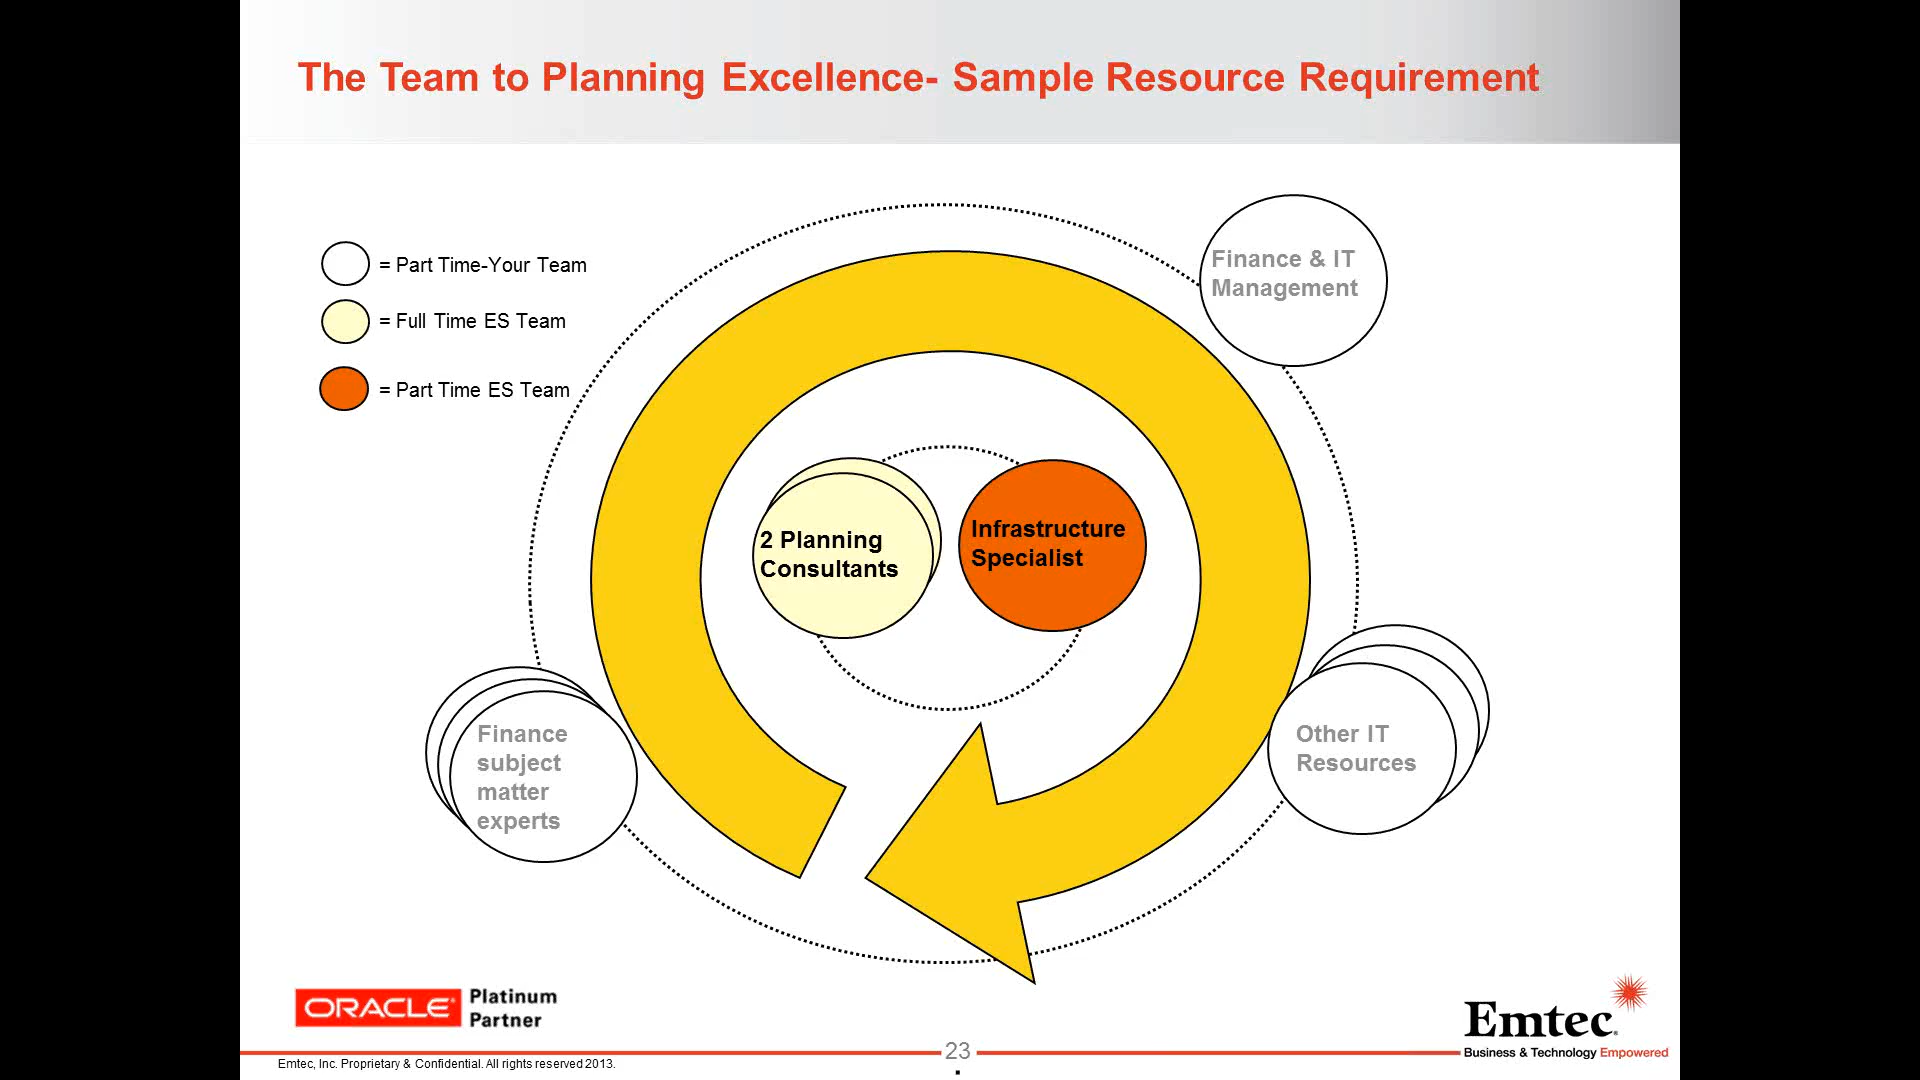 The Team to Planning Excellence- Sample Resource Requirement
= Part Time-Your Team
= Full Time ES Team
= Part Time ES Team
Finance & IT
Management
2 Planning
Consultants
Infrastructure
Specialist
Finance
subject
matter
experts
Other IT
Resources
ORACLE
Platinum
Partner
Emtec
Business & Technology Empowered
23
.
Emtec, Inc. Proprietary & Confidential. All rights reserved 2013.